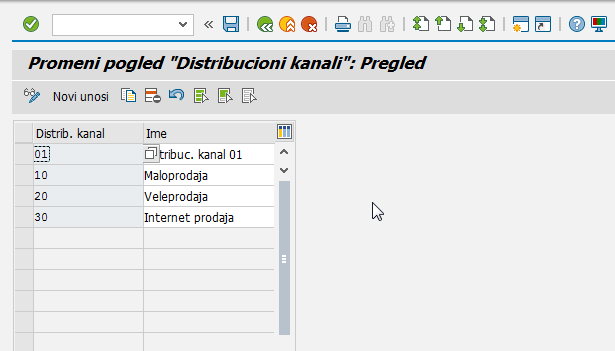 Promeni pogled "Distribucioni kanali": Pregled
Novi unosi
Distrib. kanal Ime
01 tribuc. kanal 01
10 Maloprodaja
20 Veleprodaja
30 Internet prodaja